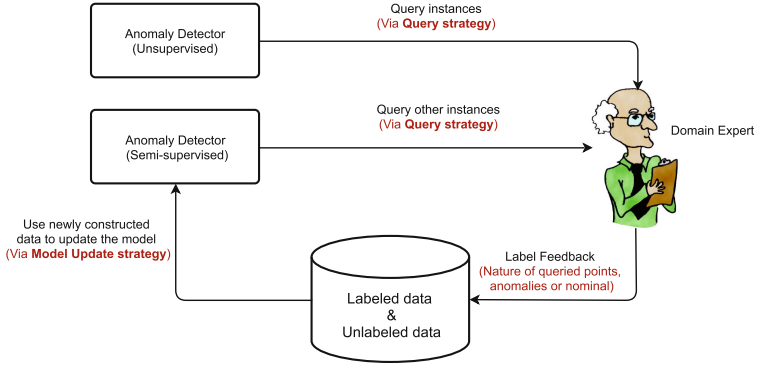 Anomaly Detector
(Unsupervised)
Query instances
(Via Query strategy)
Anomaly Detector
(Semi-supervised)
Query other instances
(Via Query strategy)
Domain Expert
Use newly constructed
data to update the model
(Via Model Update strategy)
Labeled data
&
Unlabeled data
Label Feedback
(Nature of queried points,
anomalies or nominal)